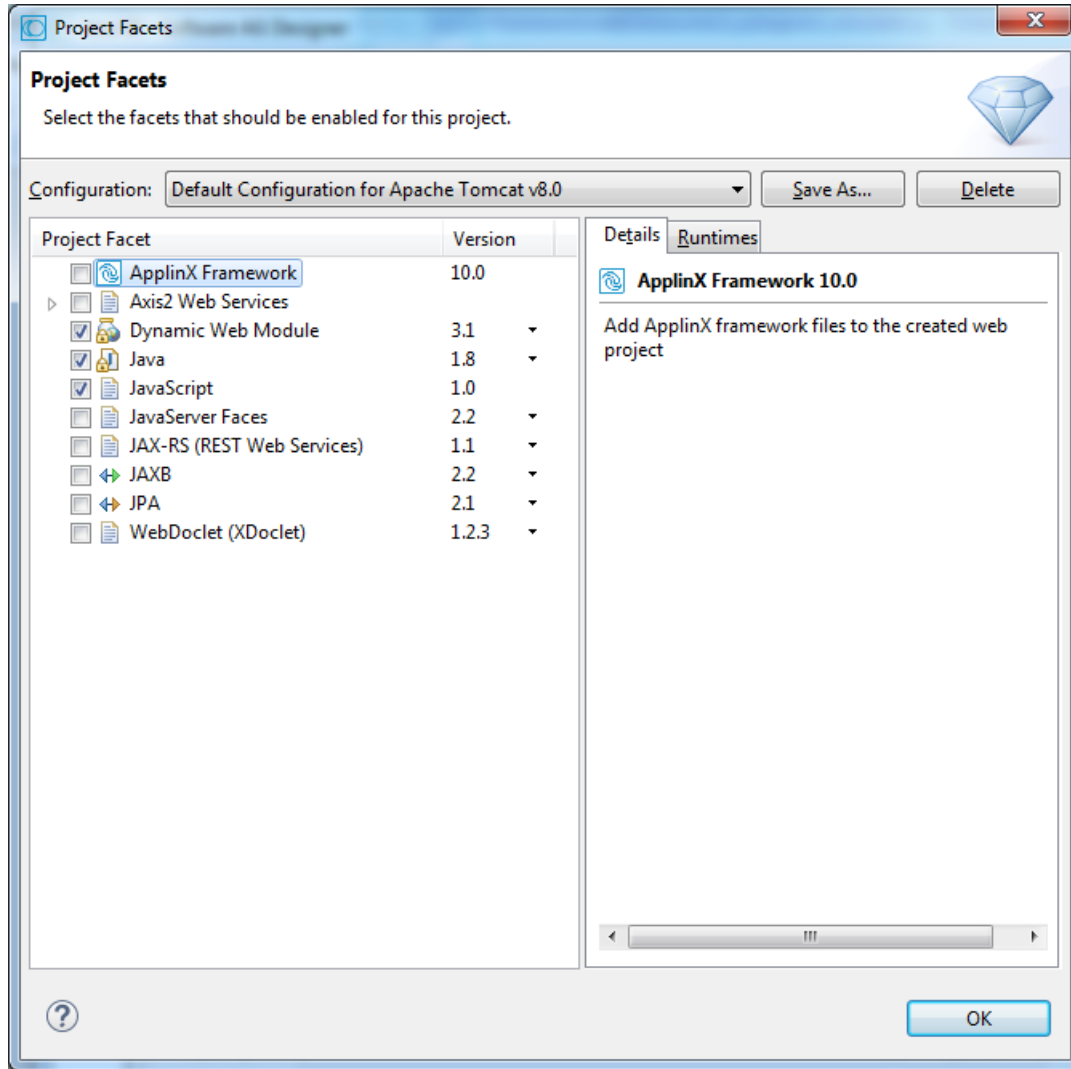 Project Facets
Project Facets
Select the facets that should be enabled for this project.
Configuration: Default Configuration for Apache Tomcat v8.0 Save As... Delete
Project Facet Version
ApplinX Framework 10.0
Axis2 Web Services
Dynamic Web Module 3.1
Java 1.8
JavaScript 1.0
JavaServer Faces 2.2
JAX-RS (REST Web Services) 1.1
JAXB 2.2
JPA 2.1
WebDoclet (XDoclet) 1.2.3
Details Runtimes
ApplinX Framework 10.0
Add ApplinX framework files to the created web
project
OK